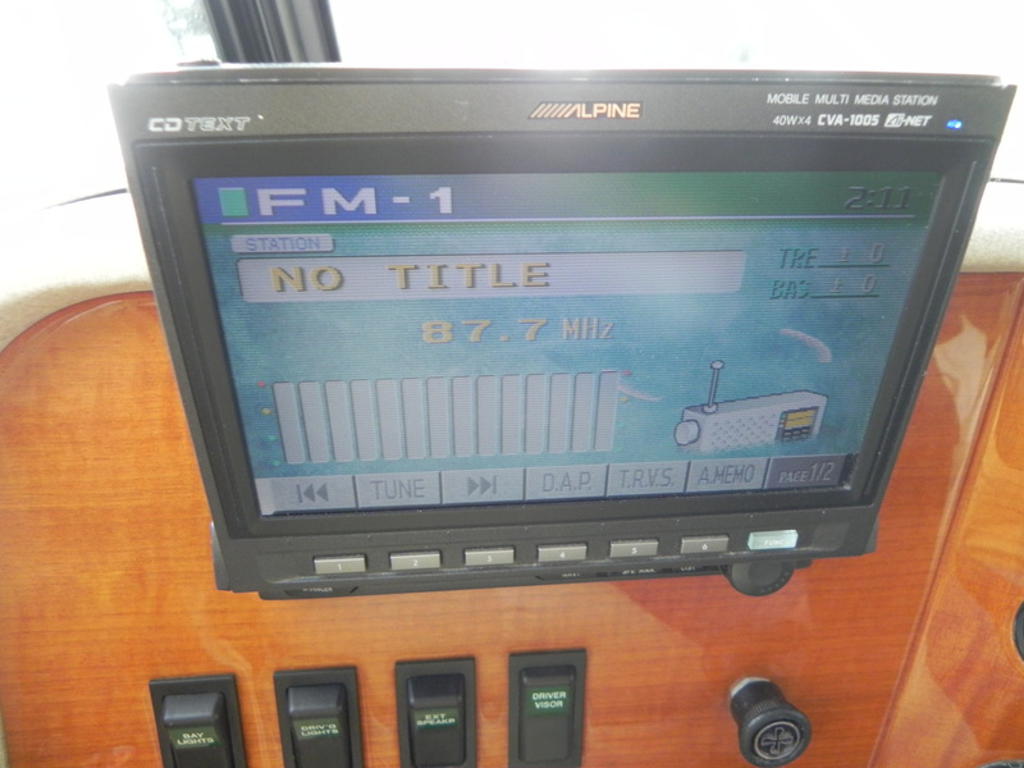 CD TEXT
ALPINE
MOBILE MULTI MEDIA STATION
40W×4 CVA-1005 Ai-NET
FM-1
2:11
STATION
NO TITLE
TRE ± 0
BAS ± 0
87.7 MHz
TUNE
D.A.P.
T.R.V.S.
A.MEMO
PAGE 1/2
1
2
3
4
5
6
FUNC
BAY
LIGHTS
DRIV'G
LIGHTS
EXT
SPEAKR
DRIVER
VISOR